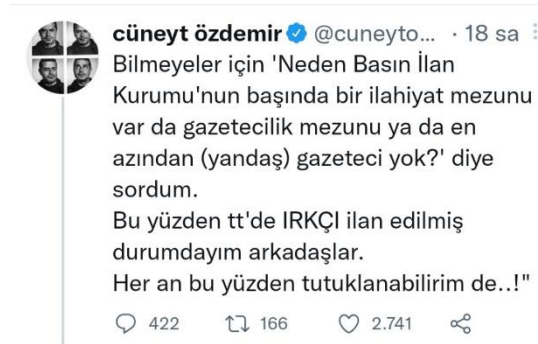 cüneyt özdemir @cuneyto... · 18 sa
Bilmeyeler için 'Neden Basın İlan
Kurumu'nun başında bir ilahiyat mezunu
var da gazetecilik mezunu ya da en
azından (yandaş) gazeteci yok?' diye
sordum.
Bu yüzden tt'de IRKÇI ilan edilmiş
durumdayım arkadaşlar.
Her an bu yüzden tutuklanabilirim de..!"
422 166 2.741